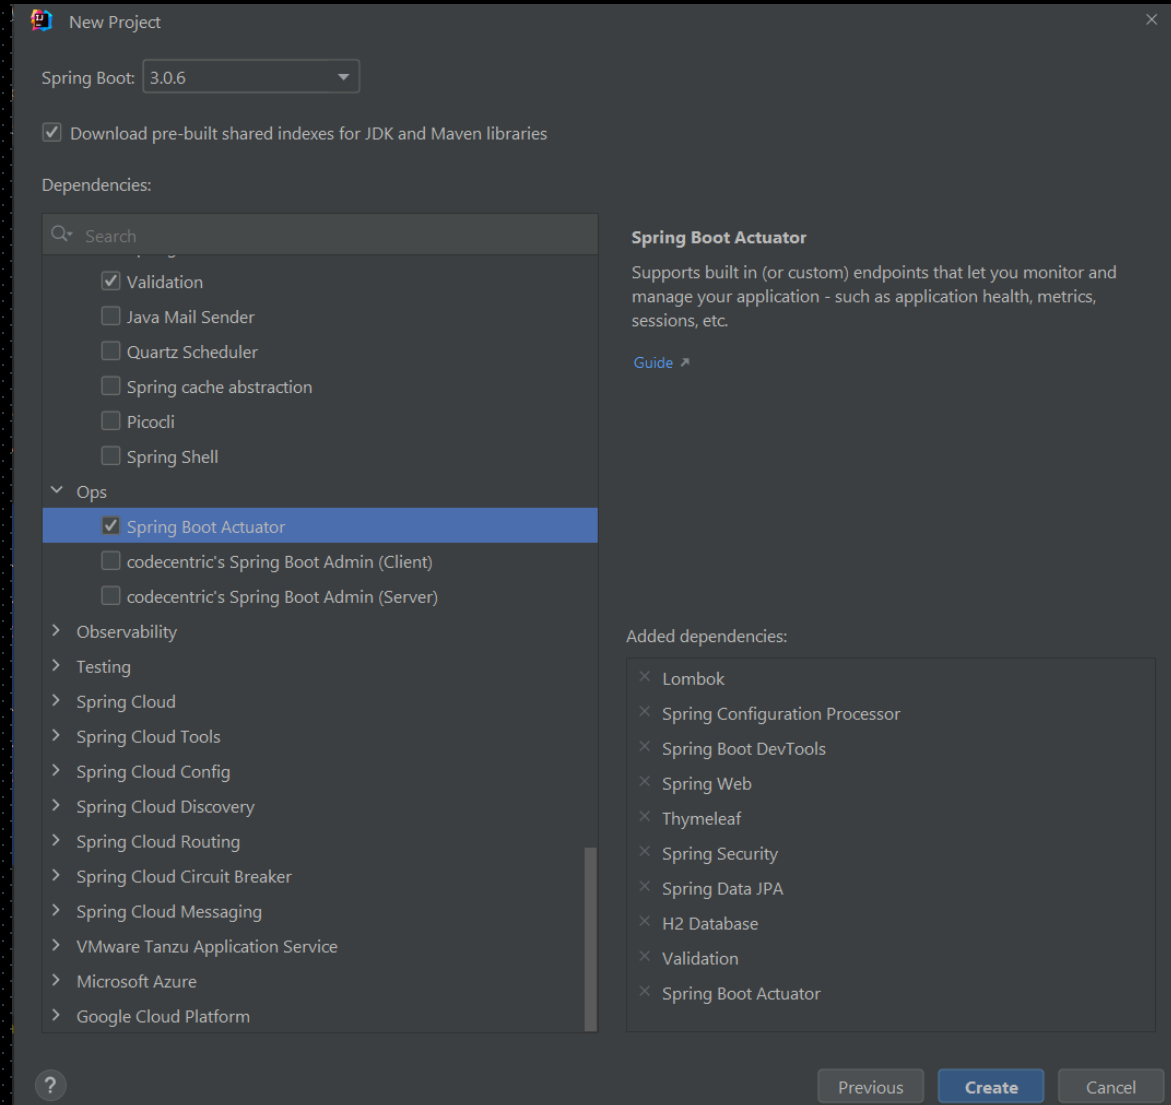 New Project
Spring Boot: 3.0.6
Download pre-built shared indexes for JDK and Maven libraries
Dependencies:
Search
Validation
Java Mail Sender
Quartz Scheduler
Spring cache abstraction
Picocli
Spring Shell
Ops
Spring Boot Actuator
codecentric's Spring Boot Admin (Client)
codecentric's Spring Boot Admin (Server)
Observability
Testing
Spring Cloud
Spring Cloud Tools
Spring Cloud Config
Spring Cloud Discovery
Spring Cloud Routing
Spring Cloud Circuit Breaker
Spring Cloud Messaging
VMware Tanzu Application Service
Microsoft Azure
Google Cloud Platform
Spring Boot Actuator
Supports built in (or custom) endpoints that let you monitor and
manage your application - such as application health, metrics,
sessions, etc.
Guide
Added dependencies:
Lombok
Spring Configuration Processor
Spring Boot DevTools
Spring Web
Thymeleaf
Spring Security
Spring Data JPA
H2 Database
Validation
Spring Boot Actuator
?
Previous
Create
Cancel